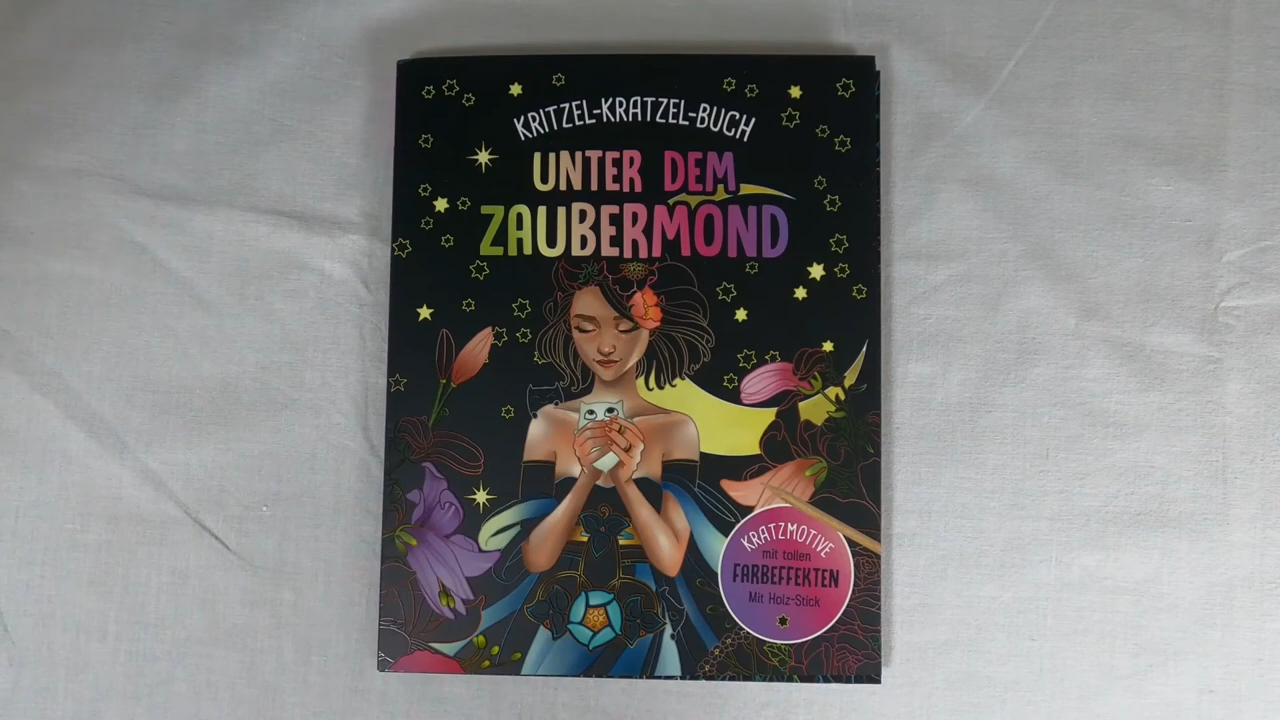 KRITZEL-KRATZEL-BUCH
UNTER DEM
ZAUBERMOND
KRATZMOTIVE
mit tollen
FARBEFFEKTEN
Mit Holz-Stick